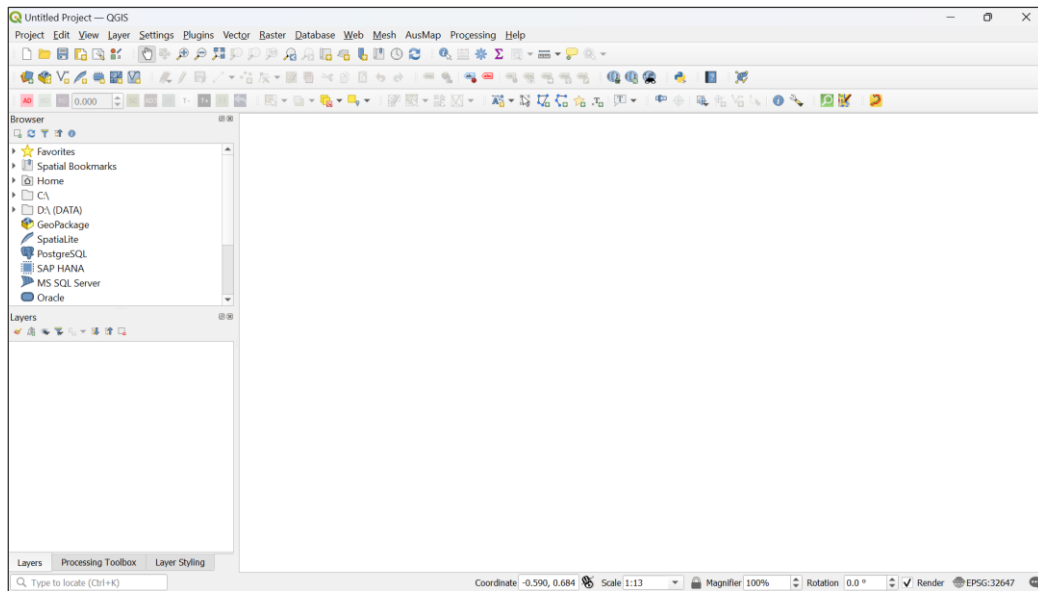 Untitled Project — QGIS
Project Edit View Layer Settings Plugins Vector Raster Database Web Mesh AusMap Processing Help
0.000
Browser
Favorites
Spatial Bookmarks
Home
C:\
D:\ (DATA)
GeoPackage
SpatiaLite
PostgreSQL
SAP HANA
MS SQL Server
Oracle
Layers
Layers Processing Toolbox Layer Styling
Type to locate (Ctrl+K) Coordinate -0.590, 0.684 Scale 1:13 Magnifier 100% Rotation 0.0 ° Render EPSG:32647